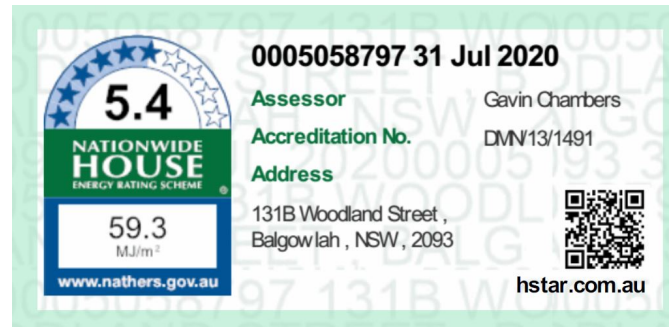 0005058797 31 Jul 2020
5.4
NATIONWIDE
HOUSE
ENERGY RATING SCHEME
®
59.3
MJ/m²
www.nathers.gov.au
Assessor Gavin Chambers
Accreditation No. DMN/13/1491
Address
131B Woodland Street ,
Balgowlah , NSW , 2093
hstar.com.au